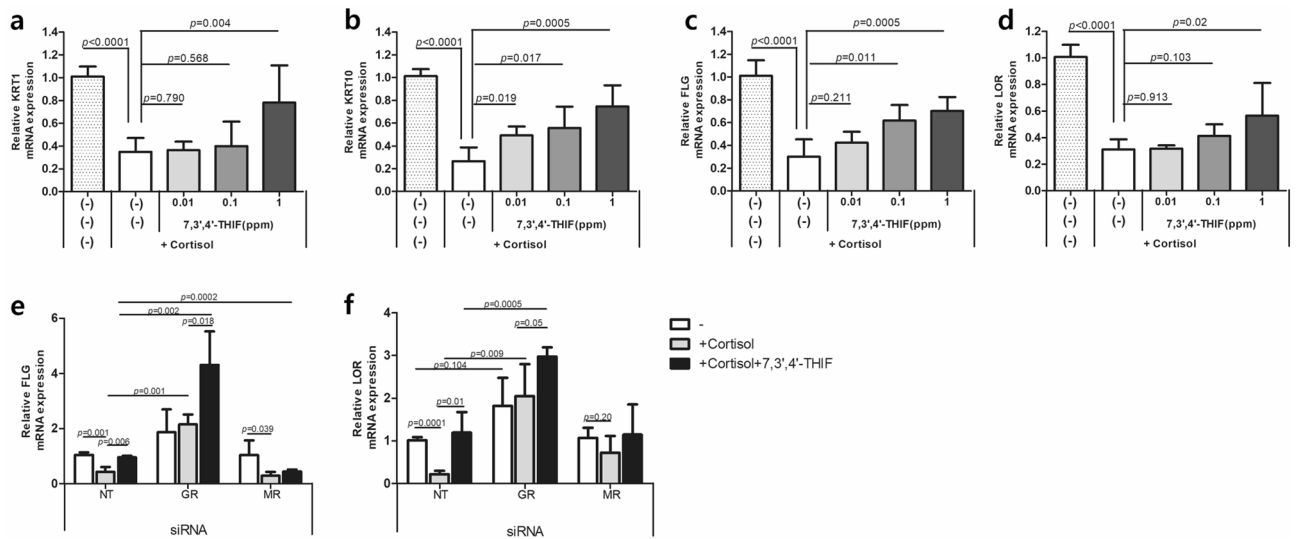 a
p=0.004
p<0.0001
p=0.568
p=0.790
Relative KRT1
mRNA expression
1.4
1.2
1.0
0.8
0.6
0.4
0.2
0.0
(-) (-) 0.01 0.1 1
(-) (-) 7,3',4'-THIF(ppm)
(-) + Cortisol
b
p=0.0005
p<0.0001
p=0.017
p=0.019
Relative KRT10
mRNA expression
1.4
1.2
1.0
0.8
0.6
0.4
0.2
0.0
(-) (-) 0.01 0.1 1
(-) (-) 7,3',4'-THIF(ppm)
(-) + Cortisol
c
p=0.0005
p<0.0001
p=0.011
p=0.211
Relative FLG
mRNA expression
1.4
1.2
1.0
0.8
0.6
0.4
0.2
0.0
(-) (-) 0.01 0.1 1
(-) (-) 7,3',4'-THIF(ppm)
(-) + Cortisol
d
p=0.02
p<0.0001
p=0.103
p=0.913
Relative LOR
mRNA expression
1.2
1.0
0.8
0.6
0.4
0.2
0.0
(-) (-) 0.01 0.1 1
(-) (-) 7,3',4'-THIF(ppm)
(-) + Cortisol
e
p=0.0002
p=0.002
p=0.018
p=0.001
p=0.001
p=0.006
p=0.039
Relative FLG
mRNA expression
6
4
2
0
NT GR MR
siRNA
f
p=0.0005
p=0.05
p=0.009
p=0.104
p=0.01
p=0.0001
p=0.20
Relative LOR
mRNA expression
4
3
2
1
0
NT GR MR
siRNA
-
+Cortisol
+Cortisol+7,3',4'-THIF